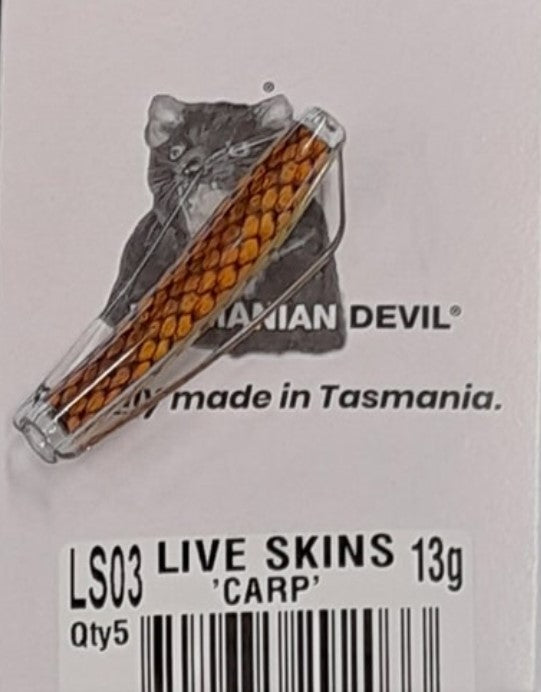 ®
DEVIL®
made in Tasmania.
LS03 LIVE SKINS 13g
'CARP'
Qty5